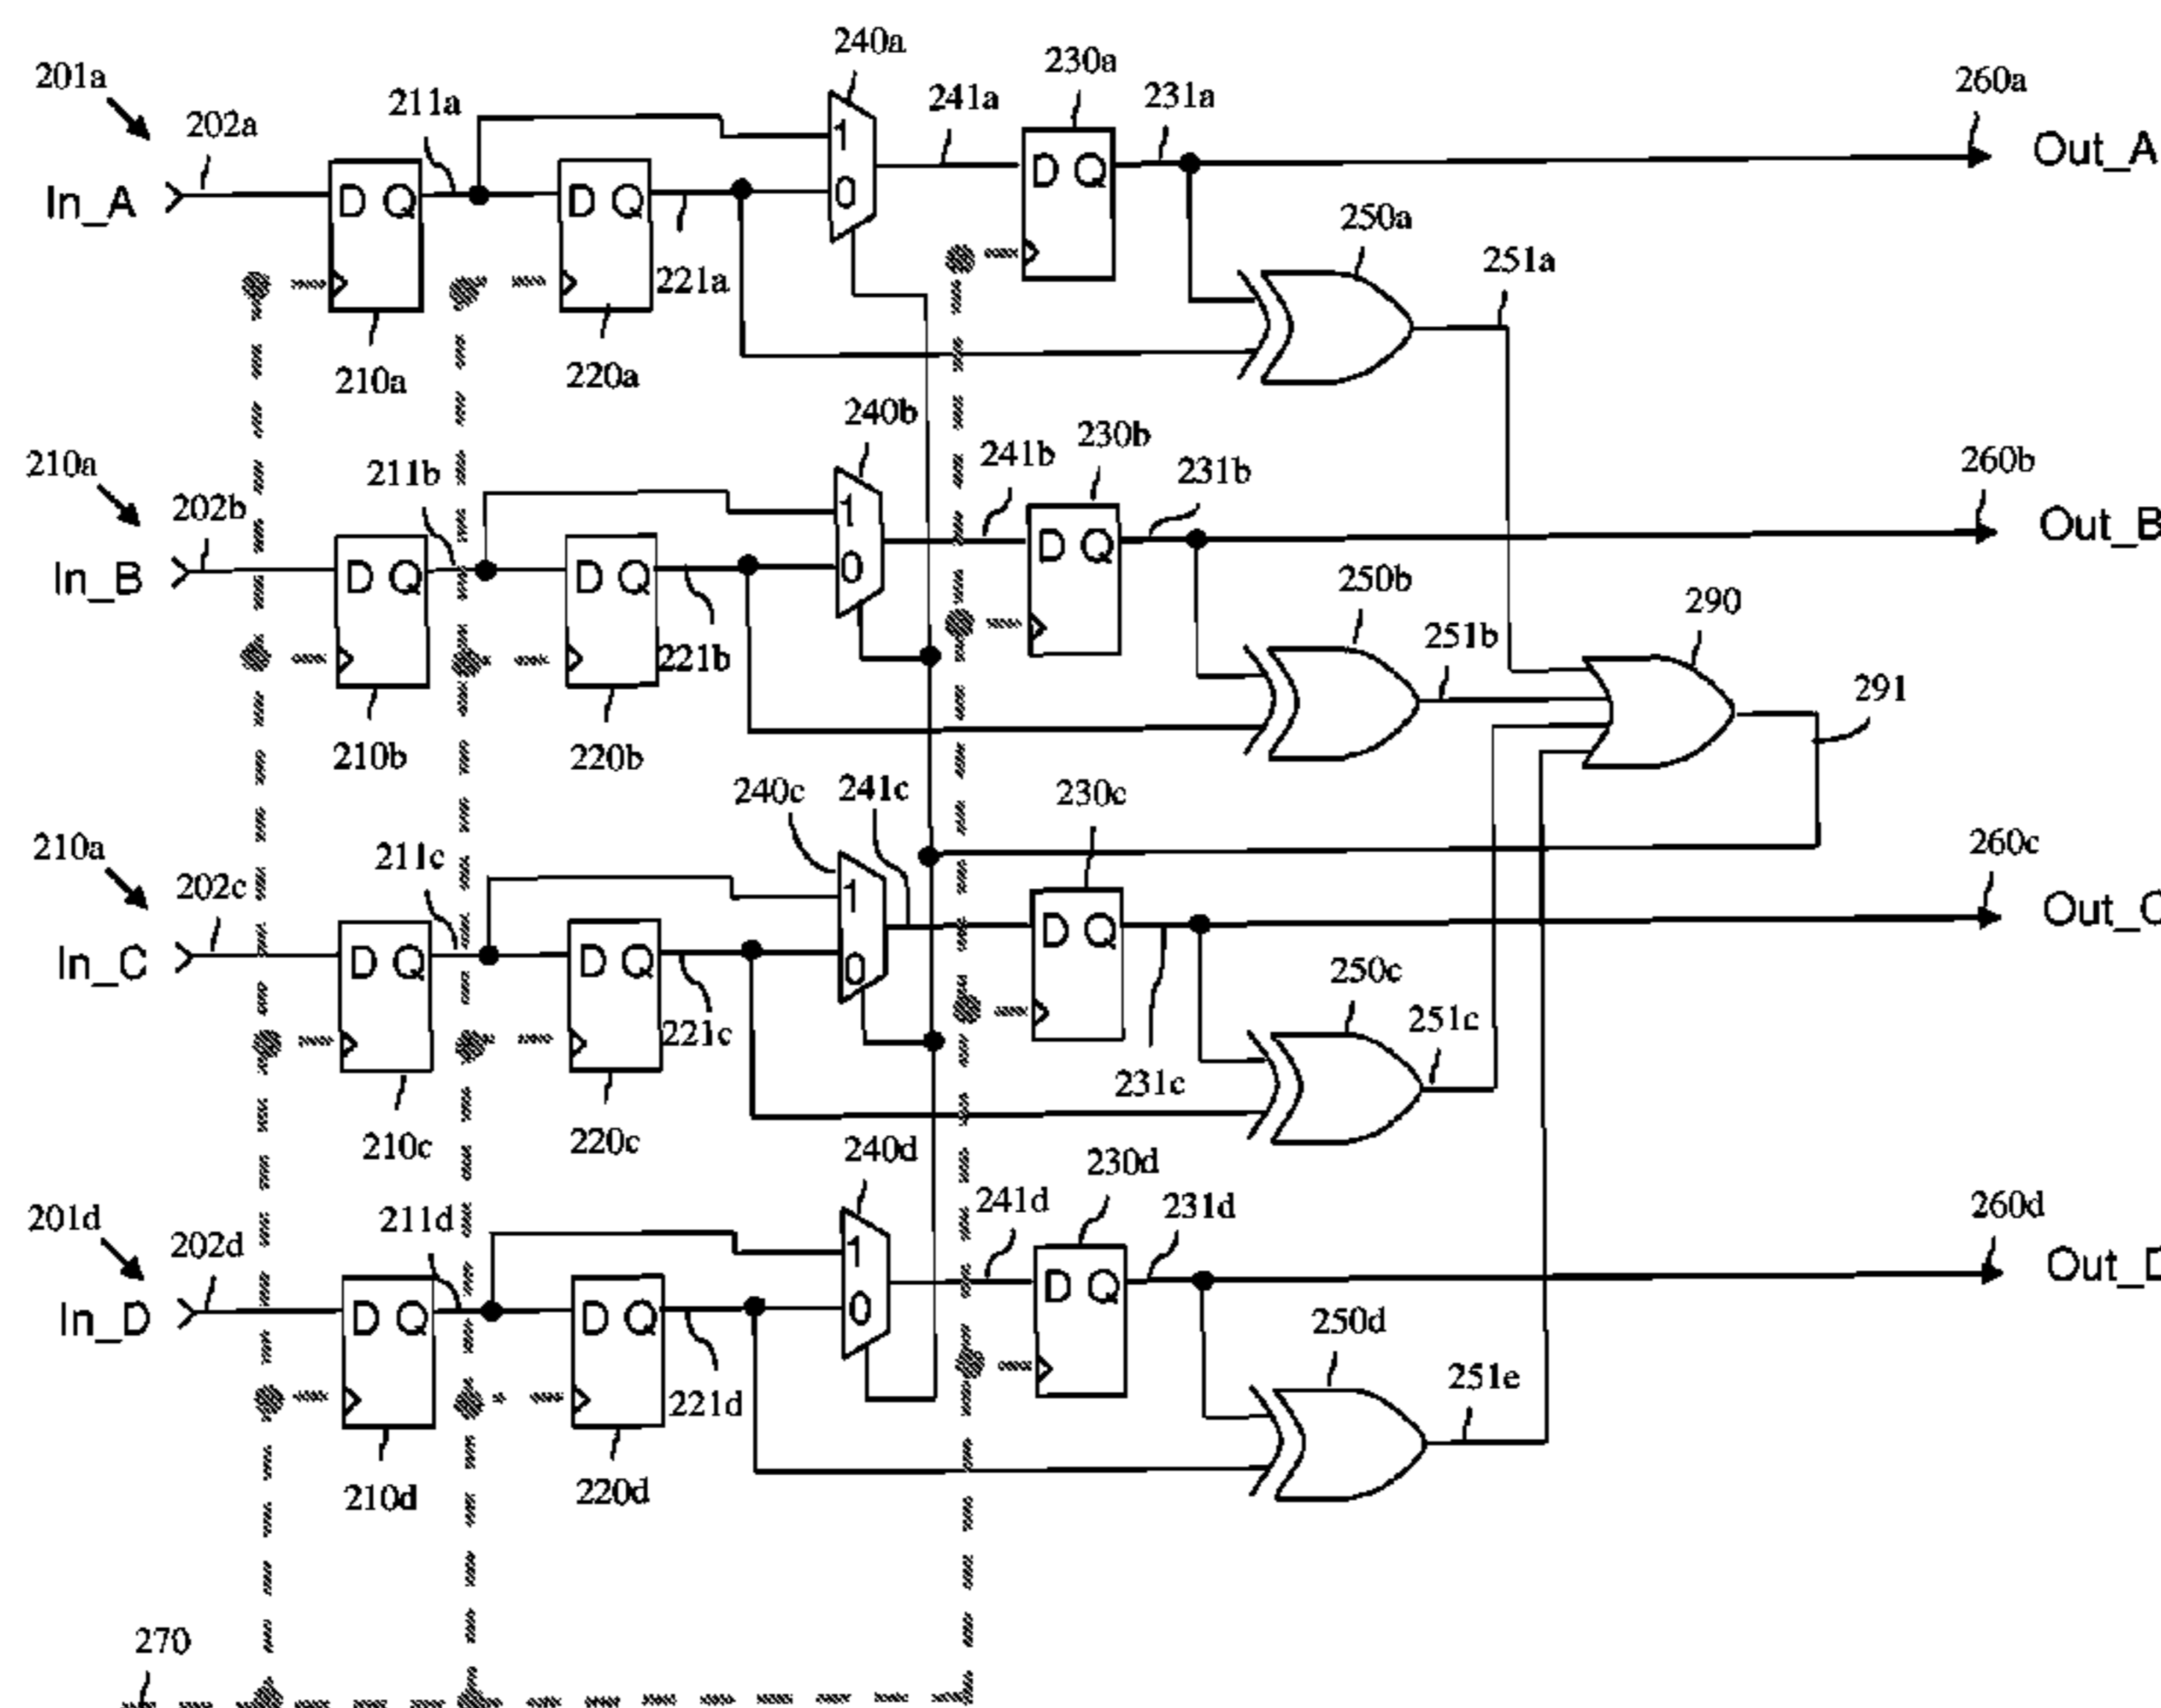 240a
201a
230a
260a
211a
241a
231a
202a
1
Out_A
In_A
D Q
D Q
0
D Q
250a
251a
221a
210a
220a
240b
230b
210a
211b
241b
231b
260b
202b
1
Out_B
In_B
D Q
D Q
0
D Q
250b
290
251b
221b
291
210b
220b
240c
241c
230c
210a
211c
260c
202c
1
Out_C
In_C
D Q
D Q
0
D Q
250c
251c
221c
231c
210c
220c
240d
230d
201d
211d
241d
231d
260d
202d
1
Out_D
In_D
D Q
D Q
0
D Q
250d
251e
221d
210d
220d
270